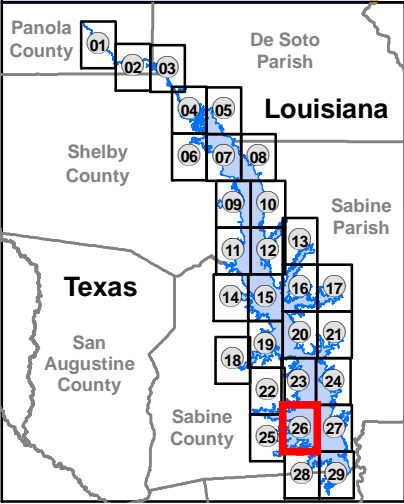 Panola
County
01
02
03
De Soto
Parish
04
05
Louisiana
06
07
08
Shelby
County
09
10
Sabine
Parish
11
12
13
Texas
14
15
16
17
San
Augustine
County
18
19
20
21
22
23
24
Sabine
County
25
26
27
28
29